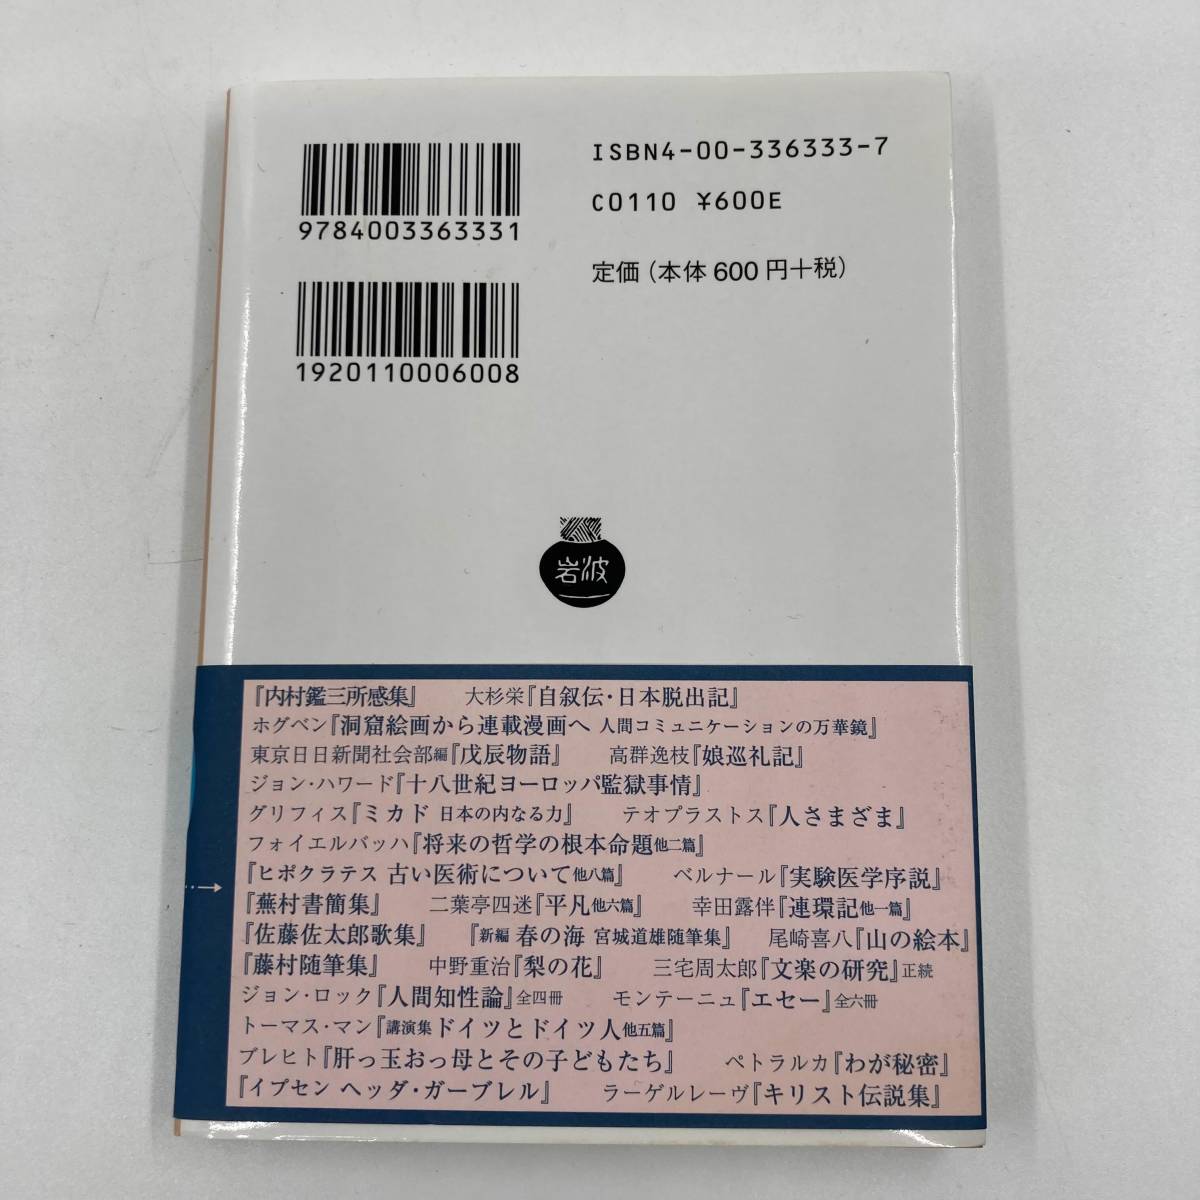 ISBN4-00-336333-7
C0110 ¥600E
定価（本体600円+税）
9784003363331
1920110006008
岩波
『内村鑑三所感集』 大杉栄『自叙伝・日本脱出記』
ホグベン『洞窟絵画から連載漫画へ 人間コミュニケーションの万華鏡』
東京日日新聞社会部編『戊辰物語』 高群逸枝『娘巡礼記』
ジョン・ハワード『十八世紀ヨーロッパ監獄事情』
グリフィス『ミカド 日本の内なる力』 テオプラストス『人さまざま』
フォイエルバッハ『将来の哲学の根本命題他二篇』
『ヒポクラテス 古い医術について他八篇』 ベルナール『実験医学序説』
『蕪村書簡集』 二葉亭四迷『平凡他六篇』 幸田露伴『連環記他一篇』
『佐藤佐太郎歌集』 『新編 春の海 宮城道雄随筆集』 尾崎喜八『山の絵本』
『藤村随筆集』 中野重治『梨の花』 三宅周太郎『文楽の研究』正続
ジョン・ロック『人間知性論』全四冊 モンテーニュ『エセー』全六冊
トーマス・マン『講演集 ドイツとドイツ人他五篇』
ブレヒト『肝っ玉おっ母とその子どもたち』 ペトラルカ『わが秘密』
『イプセン ヘッダ・ガーブレル』 ラーゲルレーヴ『キリスト伝説集』